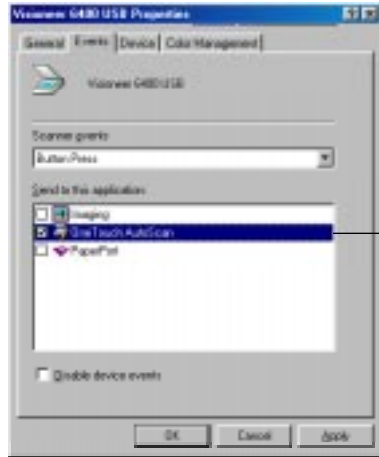 Visioneer 6400 USB Properties
General Events Device Color Management
Visioneer 6400 USB
Scanner events
Button Press
Send to this application
Imaging
OneTouch AutoScan
PaperPort
Disable device events
OK Cancel Apply